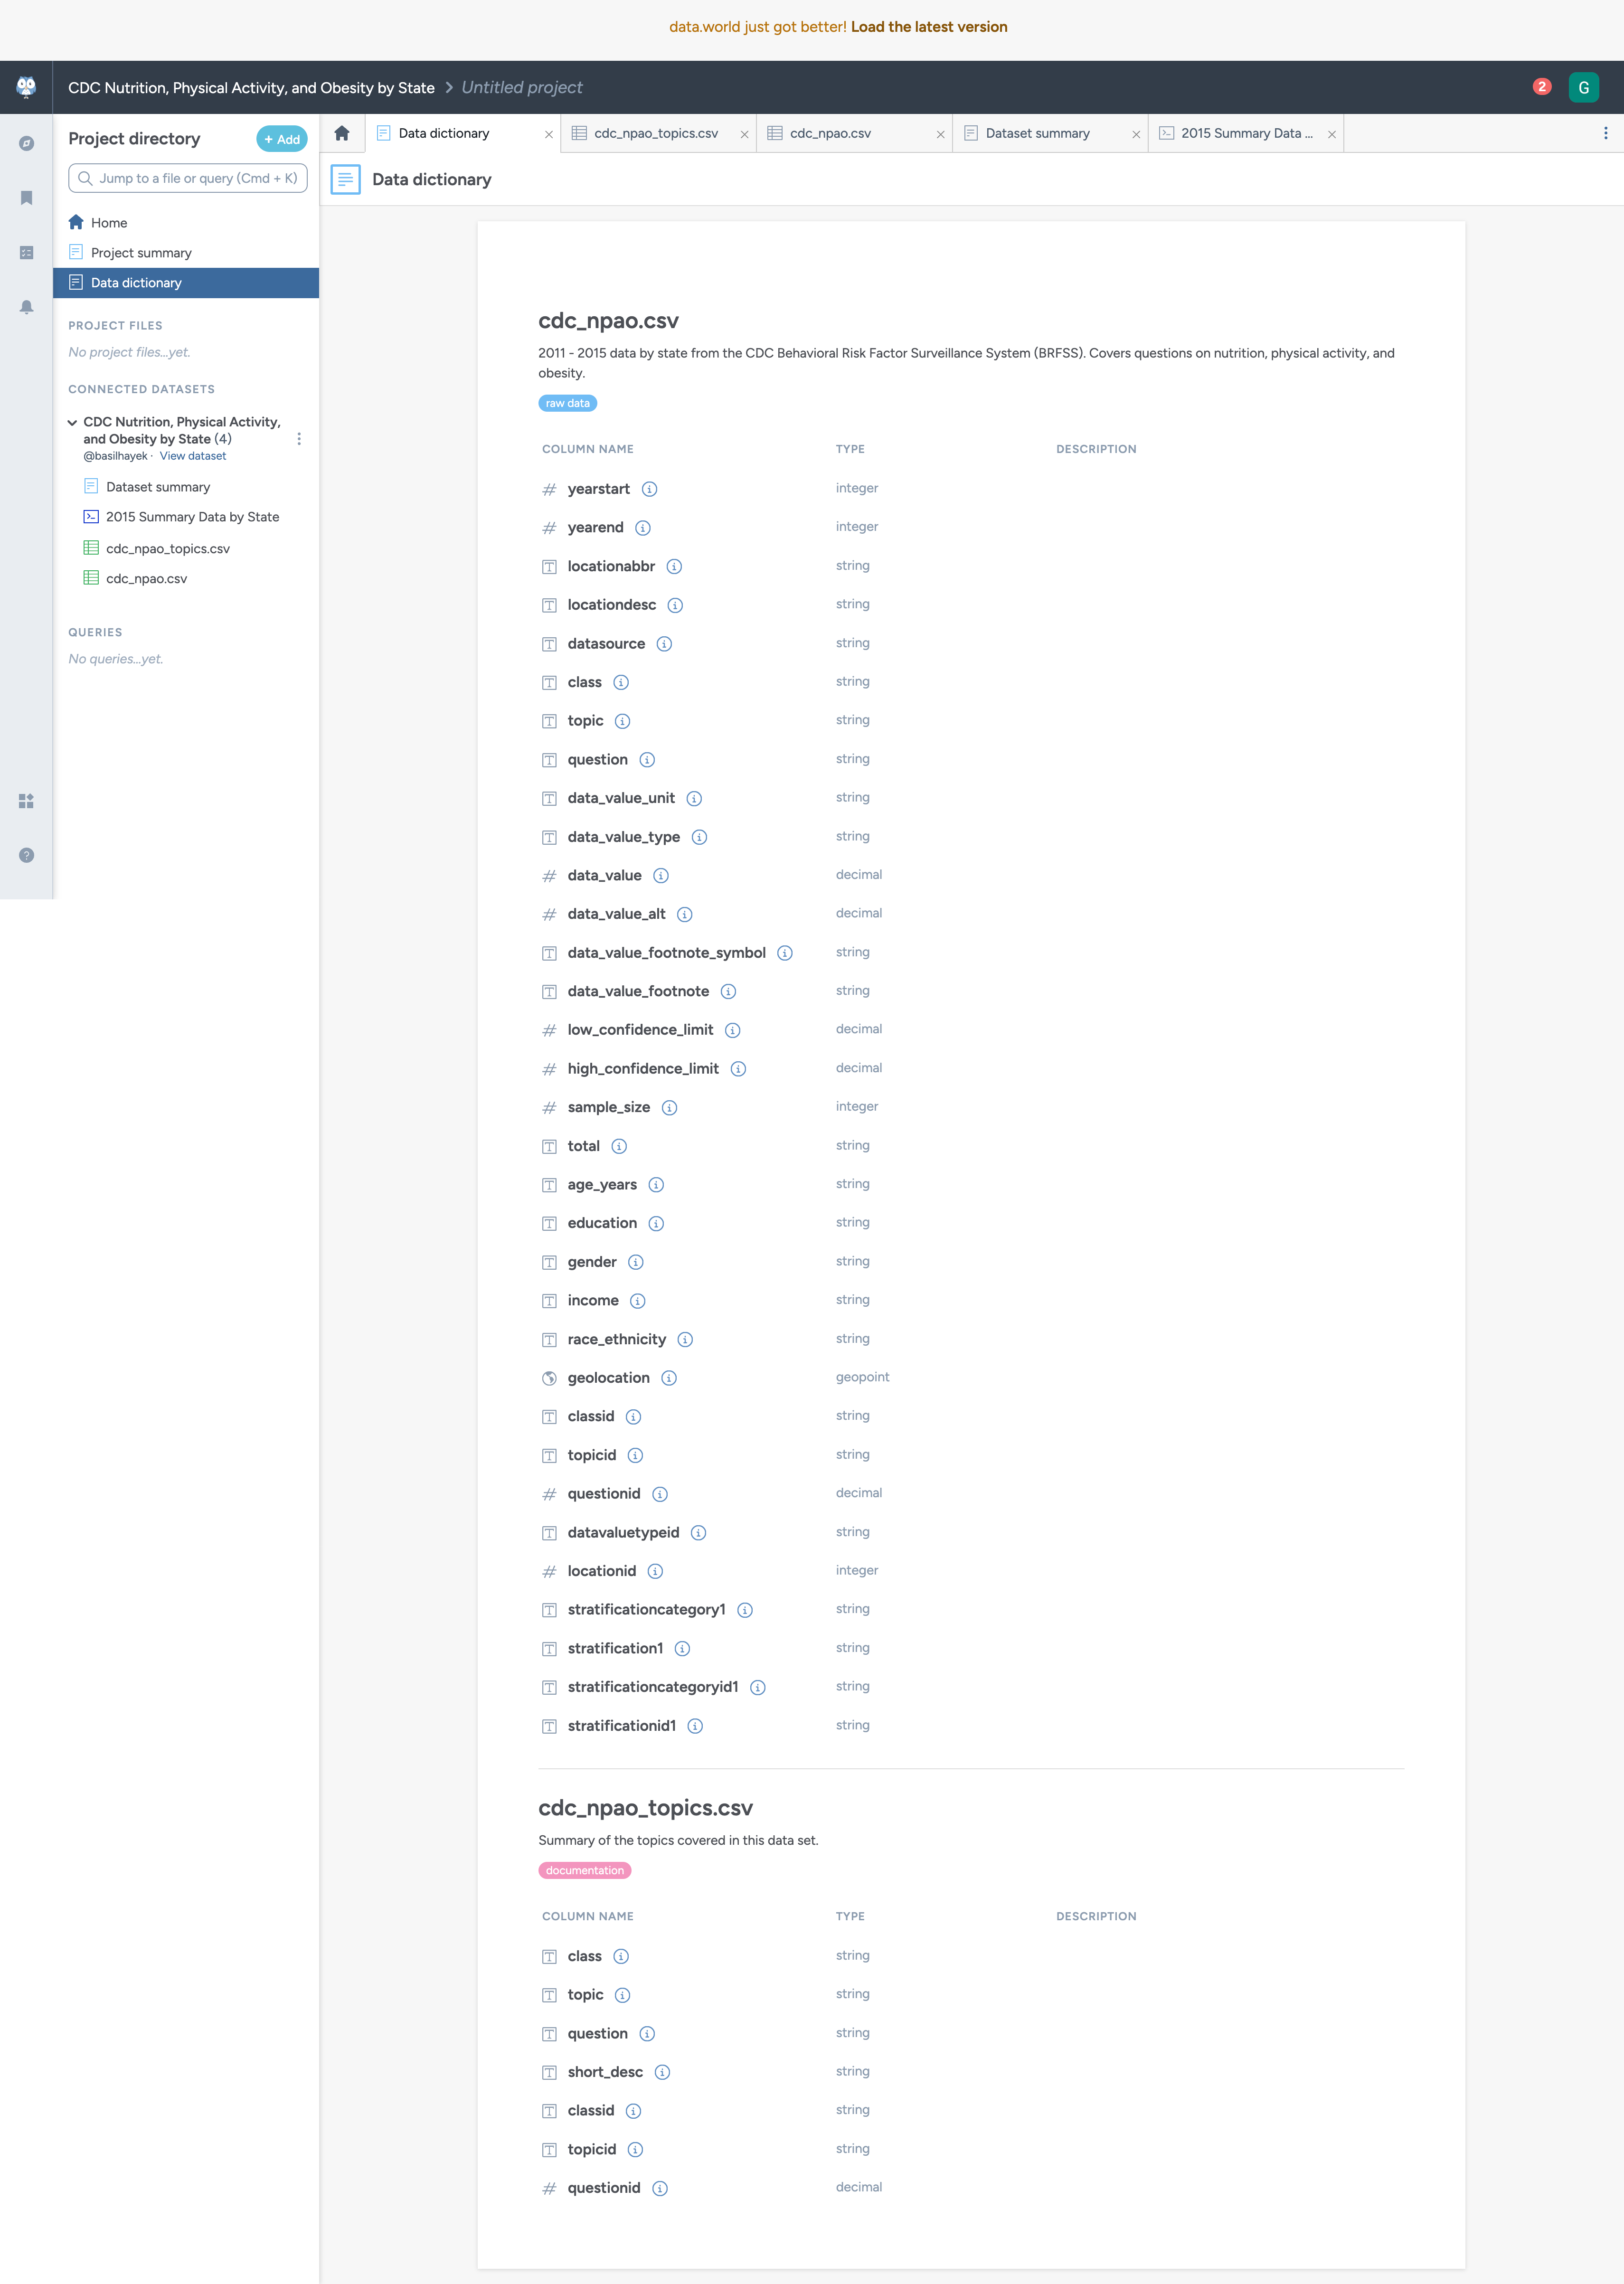 data.world just got better! Load the latest version
CDC Nutrition, Physical Activity, and Obesity by State > Untitled project
2
G
Project directory
+ Add
Jump to a file or query (Cmd + K)
Home
Project summary
Data dictionary
PROJECT FILES
No project files...yet.
CONNECTED DATASETS
CDC Nutrition, Physical Activity,
and Obesity by State (4)
@basilhayek · View dataset
Dataset summary
2015 Summary Data by State
cdc_npao_topics.csv
cdc_npao.csv
QUERIES
No queries...yet.
Data dictionary
cdc_npao_topics.csv
cdc_npao.csv
Dataset summary
2015 Summary Data ...
Data dictionary
cdc_npao.csv
2011 - 2015 data by state from the CDC Behavioral Risk Factor Surveillance System (BRFSS). Covers questions on nutrition, physical activity, and
obesity.
raw data
COLUMN NAME TYPE DESCRIPTION
yearstart integer
yearend integer
locationabbr string
locationdesc string
datasource string
class string
topic string
question string
data_value_unit string
data_value_type string
data_value decimal
data_value_alt decimal
data_value_footnote_symbol string
data_value_footnote string
low_confidence_limit decimal
high_confidence_limit decimal
sample_size integer
total string
age_years string
education string
gender string
income string
race_ethnicity string
geolocation geopoint
classid string
topicid string
questionid decimal
datavaluetypeid string
locationid integer
stratificationcategory1 string
stratification1 string
stratificationcategoryid1 string
stratificationid1 string
cdc_npao_topics.csv
Summary of the topics covered in this data set.
documentation
COLUMN NAME TYPE DESCRIPTION
class string
topic string
question string
short_desc string
classid string
topicid string
questionid decimal